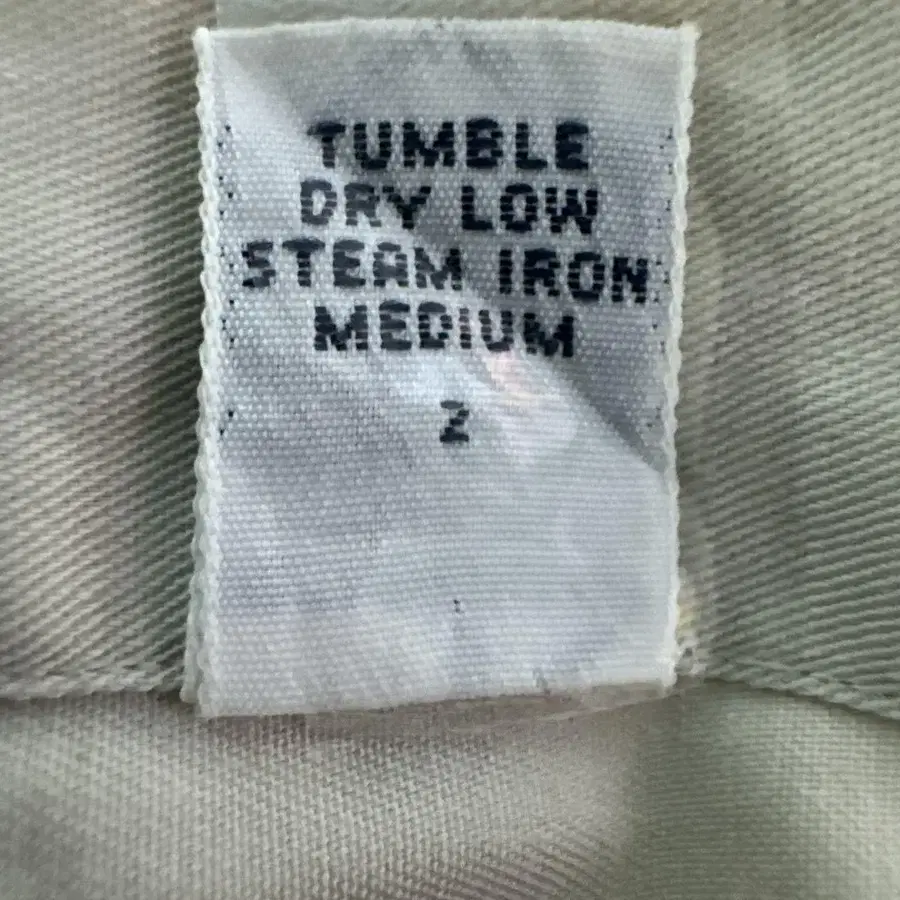 TUMBLE
DRY LOW
STEAM IRON
MEDIUM
2